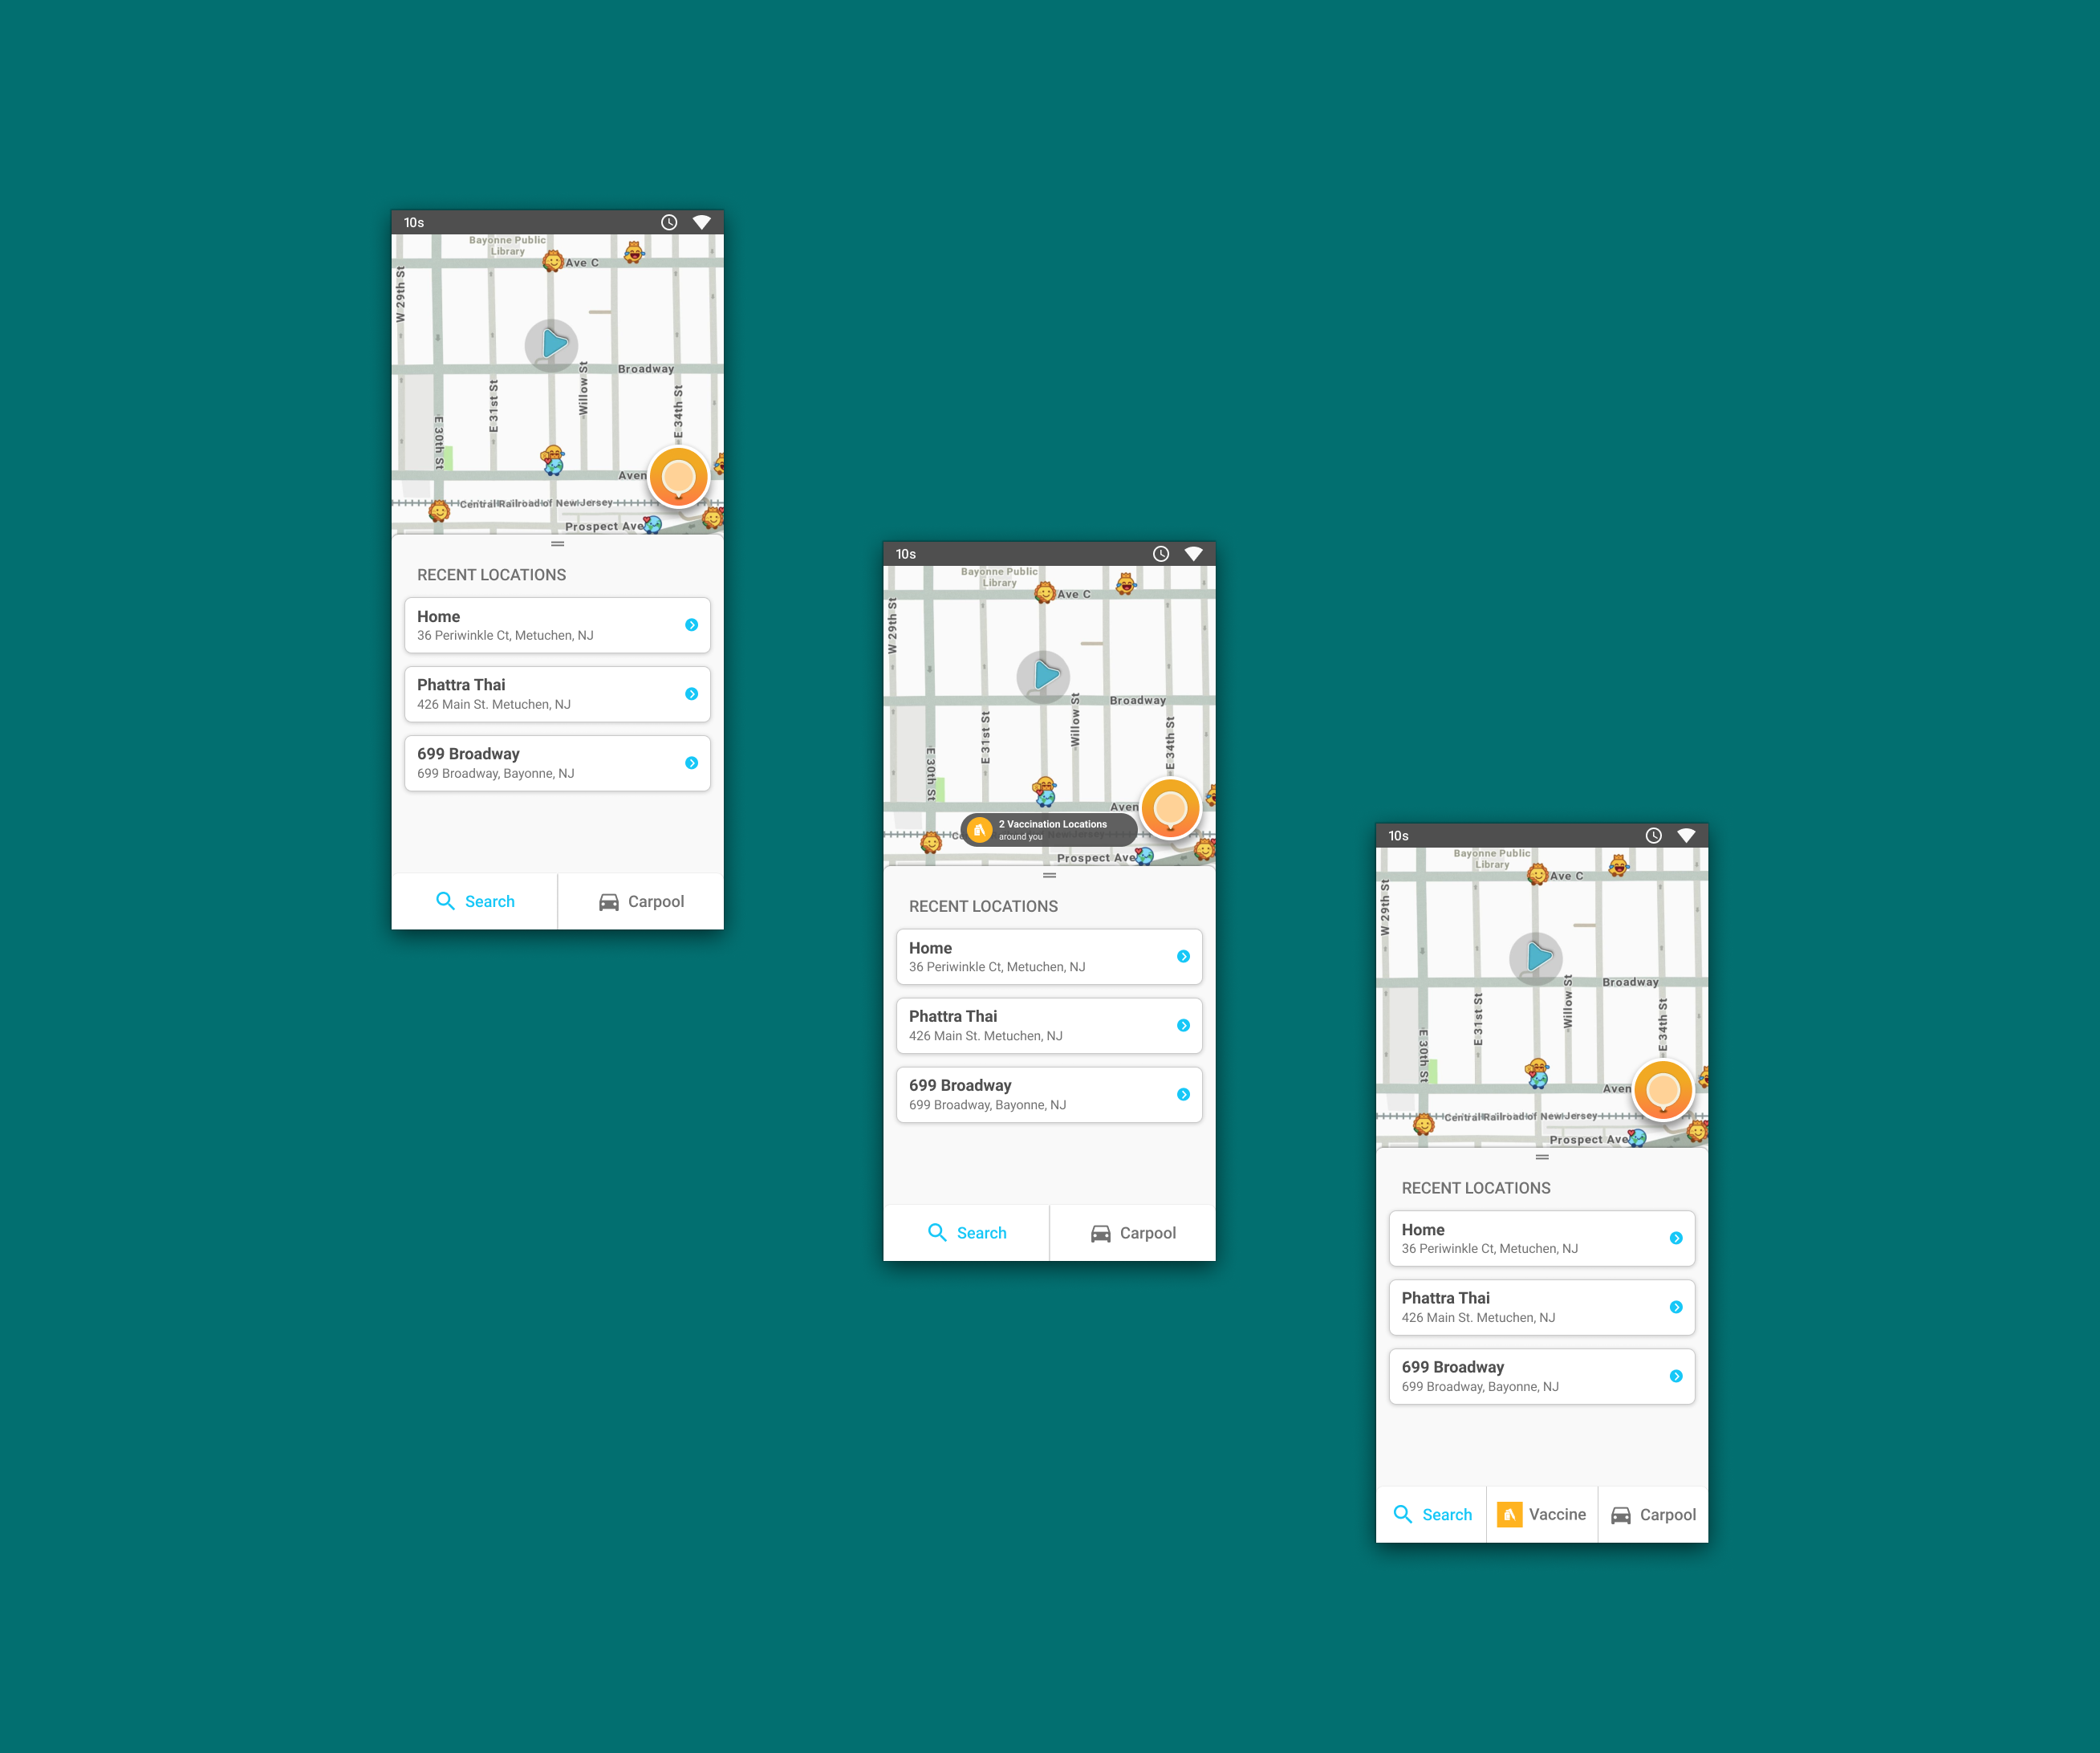 10s
Bayonne Public
Library
Ave C
W 29th St
Broadway
Willow St
E 31st St
E 34th St
E 30th St
Aven
Central Railroad of New Jersey
Prospect Ave
RECENT LOCATIONS
Home
36 Periwinkle Ct, Metuchen, NJ
Phattra Thai
426 Main St. Metuchen, NJ
699 Broadway
699 Broadway, Bayonne, NJ
Search
Carpool
10s
Bayonne Public
Library
Ave C
W 29th St
Broadway
Willow St
E 31st St
E 34th St
E 30th St
Aven
2 Vaccination Locations
around you
Prospect Ave
RECENT LOCATIONS
Home
36 Periwinkle Ct, Metuchen, NJ
Phattra Thai
426 Main St. Metuchen, NJ
699 Broadway
699 Broadway, Bayonne, NJ
Search
Carpool
10s
Bayonne Public
Library
Ave C
W 29th St
Broadway
Willow St
E 31st St
E 34th St
E 30th St
Aven
Central Railroad of New Jersey
Prospect Ave
RECENT LOCATIONS
Home
36 Periwinkle Ct, Metuchen, NJ
Phattra Thai
426 Main St. Metuchen, NJ
699 Broadway
699 Broadway, Bayonne, NJ
Search
Vaccine
Carpool